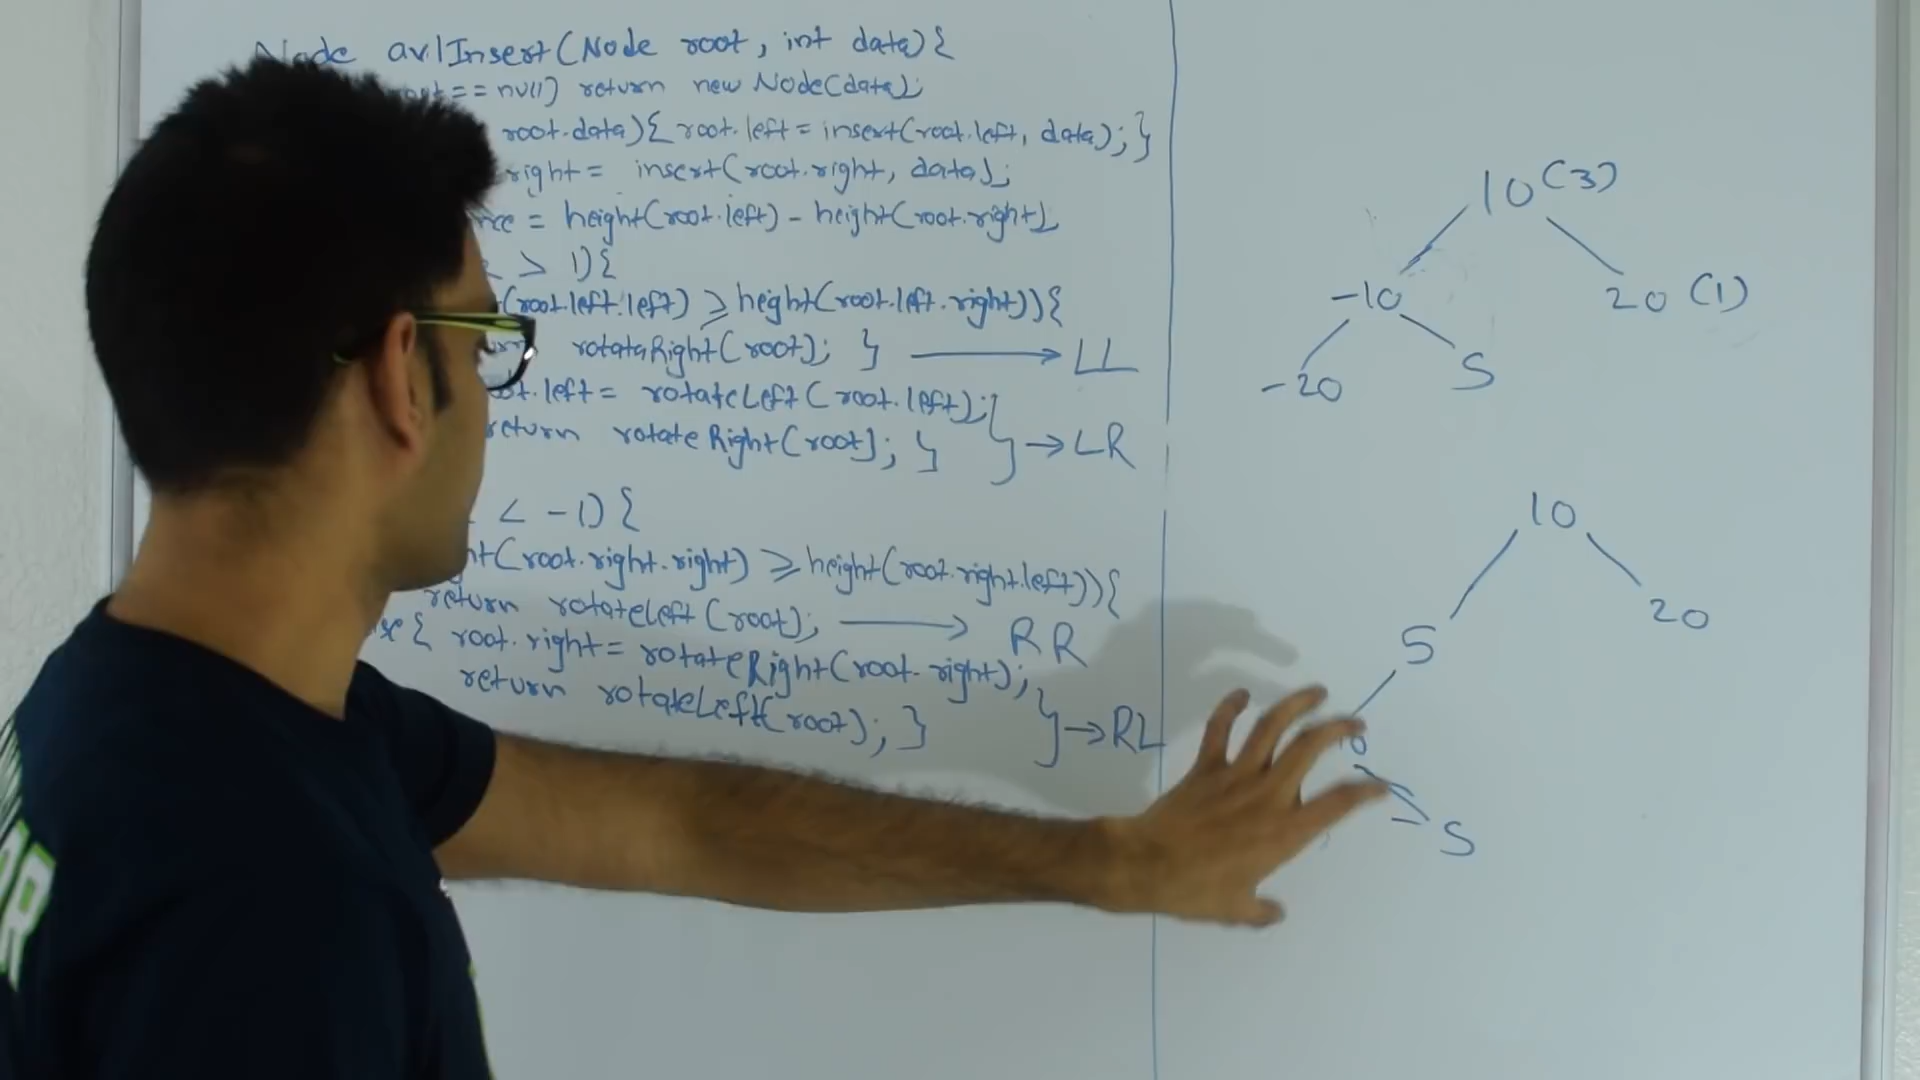 Node avlInsert(Node root, int data){
root == null) return new Node(data);
root.data){ root.left = insert(root.left, data); }
right = insert(root.right, data);
= height(root.left) - height(root.right)
> 1){
(root.left.left) ⩾ height(root.left.right)){
rotataRight(root); } → LL
.left = rotateLeft(root.left);
return rotateRight(root); } } → LR
< -1) {
(root.right.right) ⩾ height(root.right.left)){
return rotateLeft(root); → RR
{ root.right = rotateRight(root.right);
return rotateLeft(root); } } → RL
10 (3)
-10 20 (1)
-20 5
10
5 20
5